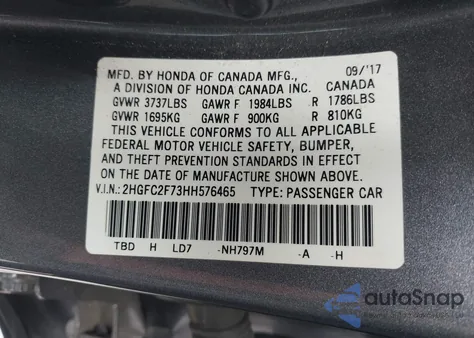 MFD. BY HONDA OF CANADA MFG., 09/'17
A DIVISION OF HONDA CANADA INC. CANADA
GVWR 3737LBS GAWR F 1984LBS R 1786LBS
GVWR 1695KG GAWR F 900KG R 810KG
THIS VEHICLE CONFORMS TO ALL APPLICABLE
FEDERAL MOTOR VEHICLE SAFETY, BUMPER,
AND THEFT PREVENTION STANDARDS IN EFFECT
ON THE DATE OF MANUFACTURE SHOWN ABOVE.
V.I.N.: 2HGFC2F73HH576465 TYPE: PASSENGER CAR
TBD H LD7 -NH797M -A -H
autoSnap